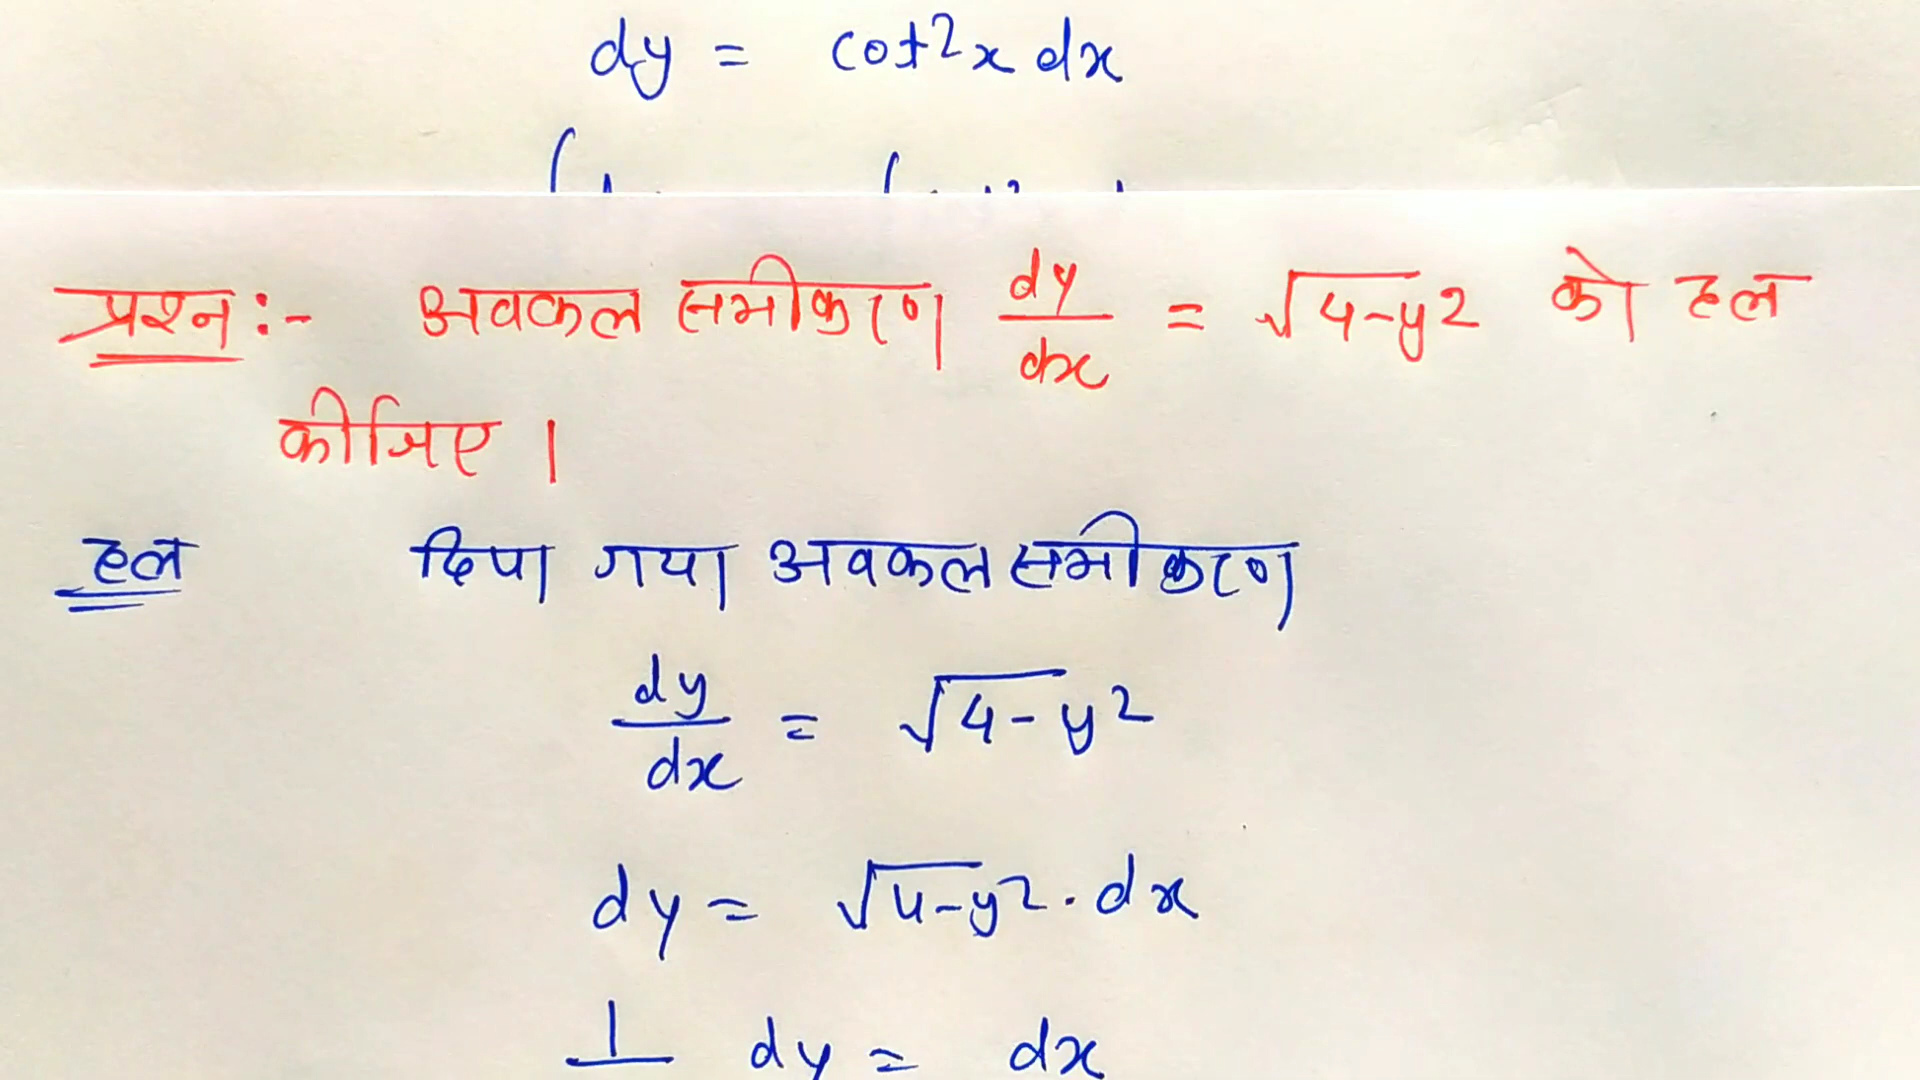 dy = cot²x dx
प्रश्न :- अवकल समीकरण dy/dx = √4-y² को हल
कीजिए ।
हल दिया गया अवकल समीकरण
dy/dx = √4-y²
dy = √4-y² . dx
1 dy = dx